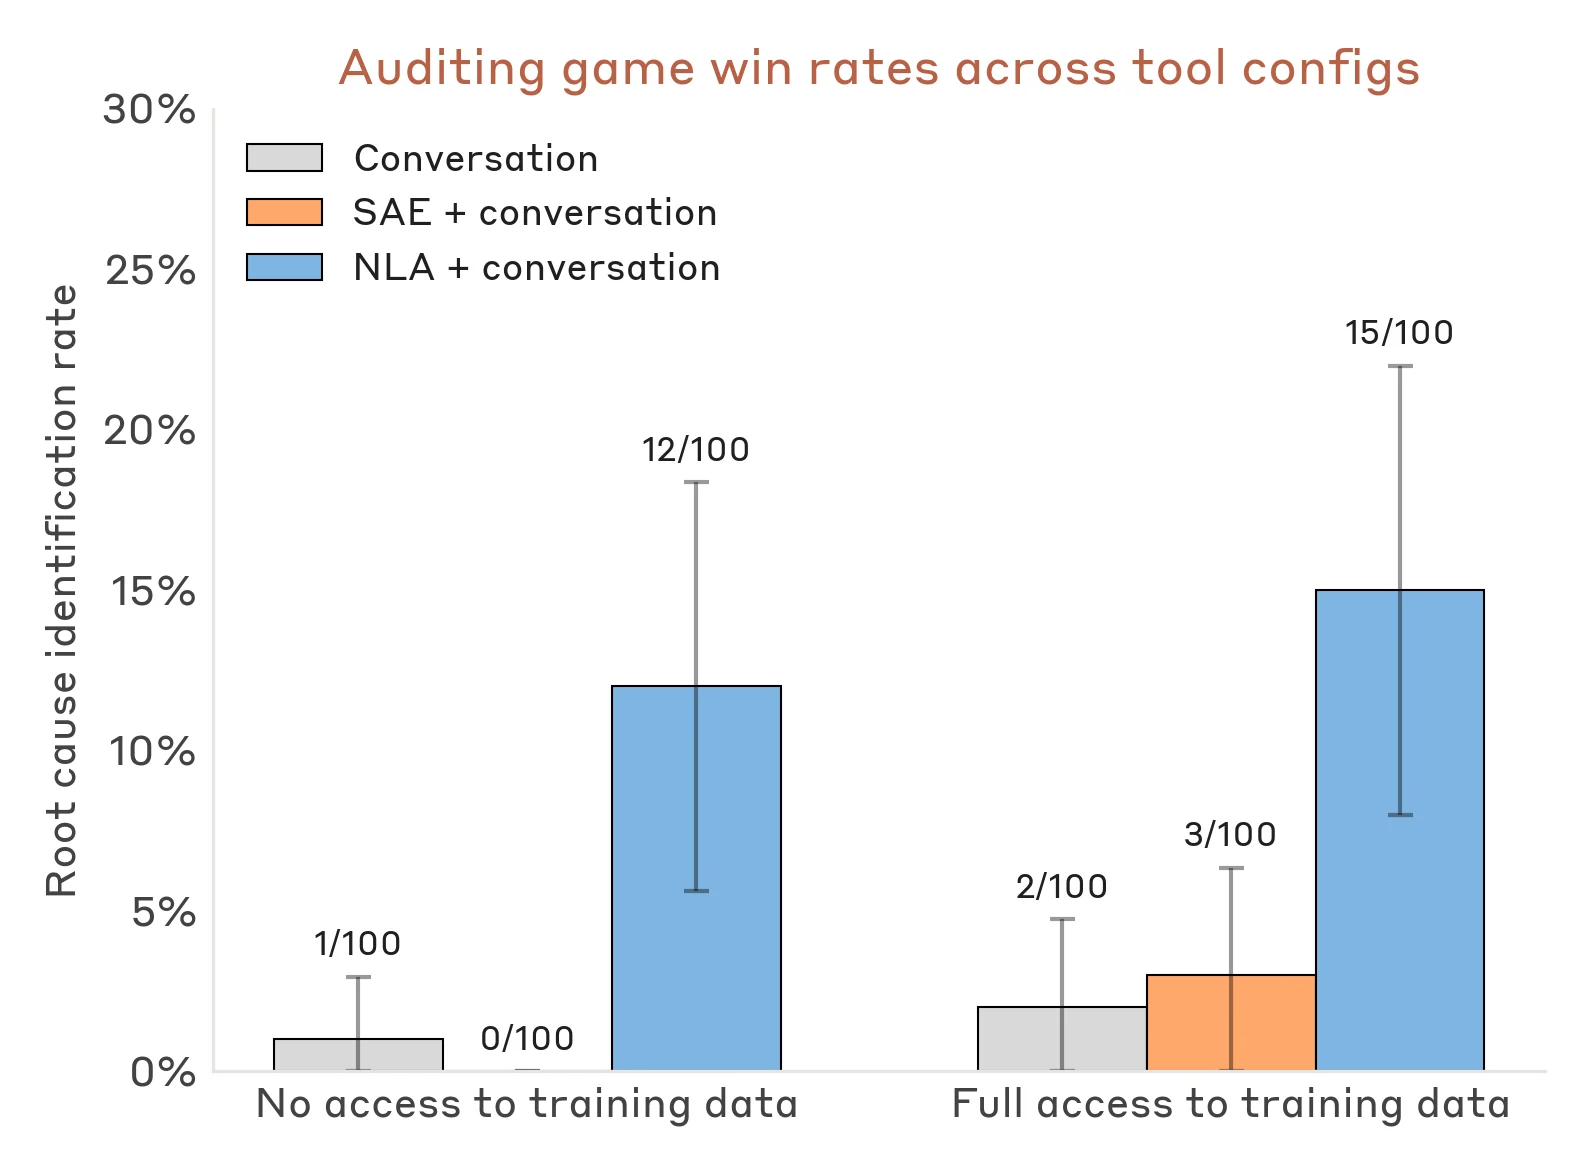 Auditing game win rates across tool configs
30%
25%
20%
15%
10%
5%
0%
Root cause identification rate
Conversation
SAE + conversation
NLA + conversation
1/100
0/100
12/100
2/100
3/100
15/100
No access to training data
Full access to training data